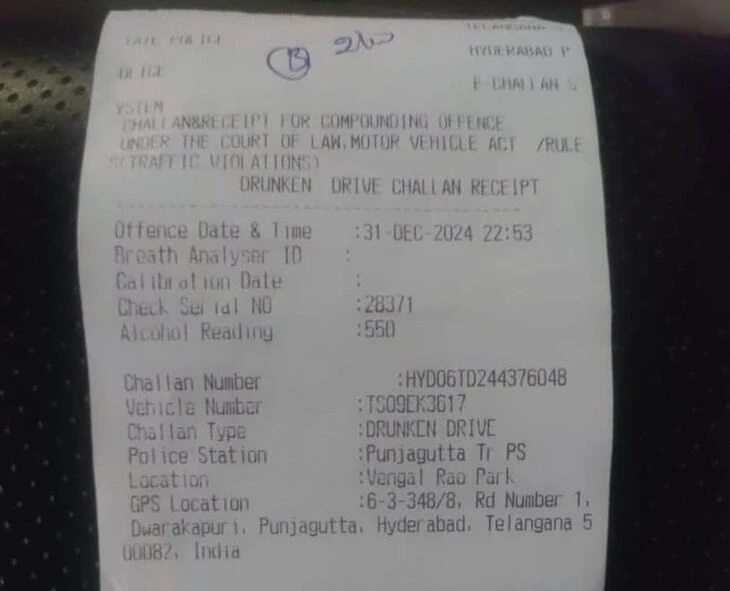 TATE POLICE
TELANGANA
HYDERABAD P
OLICE
E-CHALLAN S
YSTEM
CHALLAN&RECEIPT FOR COMPOUNDING OFFENCE
UNDER THE COURT OF LAW,MOTOR VEHICLE ACT /RULE
S(TRAFFIC VIOLATIONS)
DRUNKEN DRIVE CHALLAN RECEIPT
Offence Date & Time :31-DEC-2024 22:53
Breath Analyser ID :
Calibration Date :
Check Serial NO :28371
Alcohol Reading :550
Challan Number :HYD06TD244376048
Vehicle Number :TS09EK3617
Challan Type :DRUNKEN DRIVE
Police Station :Punjagutta Tr PS
Location :Vengal Rao Park
GPS Location :6-3-348/8, Rd Number 1,
Dwarakapuri, Punjagutta, Hyderabad, Telangana 5
00082, India